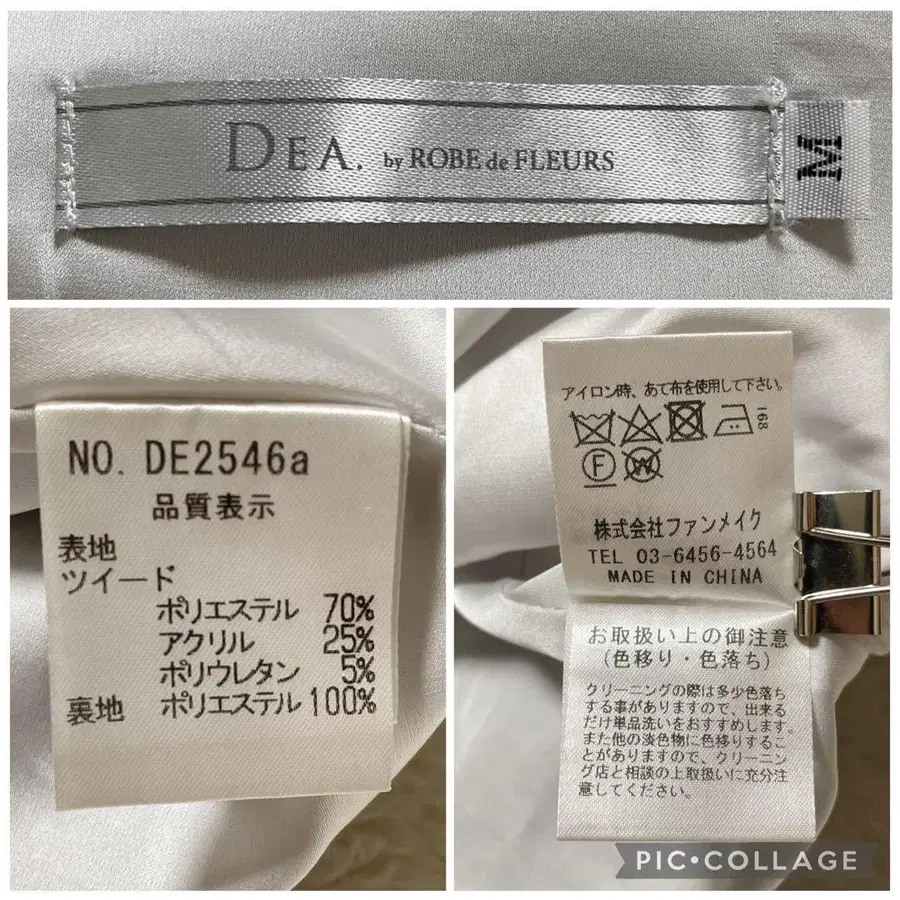 DEA. by ROBE de FLEURS
M
NO. DE2546a
品質表示
表地
ツイード
ポリエステル 70%
アクリル 25%
ポリウレタン 5%
裏地 ポリエステル 100%
アイロン時、あて布を使用して下さい。
168
F W
株式会社ファンメイク
TEL 03-6456-4564
MADE IN CHINA
お取扱い上の御注意
(色移り・色落ち)
クリーニングの際は多少色落ち
する事がありますので、出来る
だけ単品洗いをおすすめします。
また他の淡色物に色移りするこ
とがありますので、クリーニン
グ店と相談の上取扱いに充分注
意してください。
PIC•COLLAGE